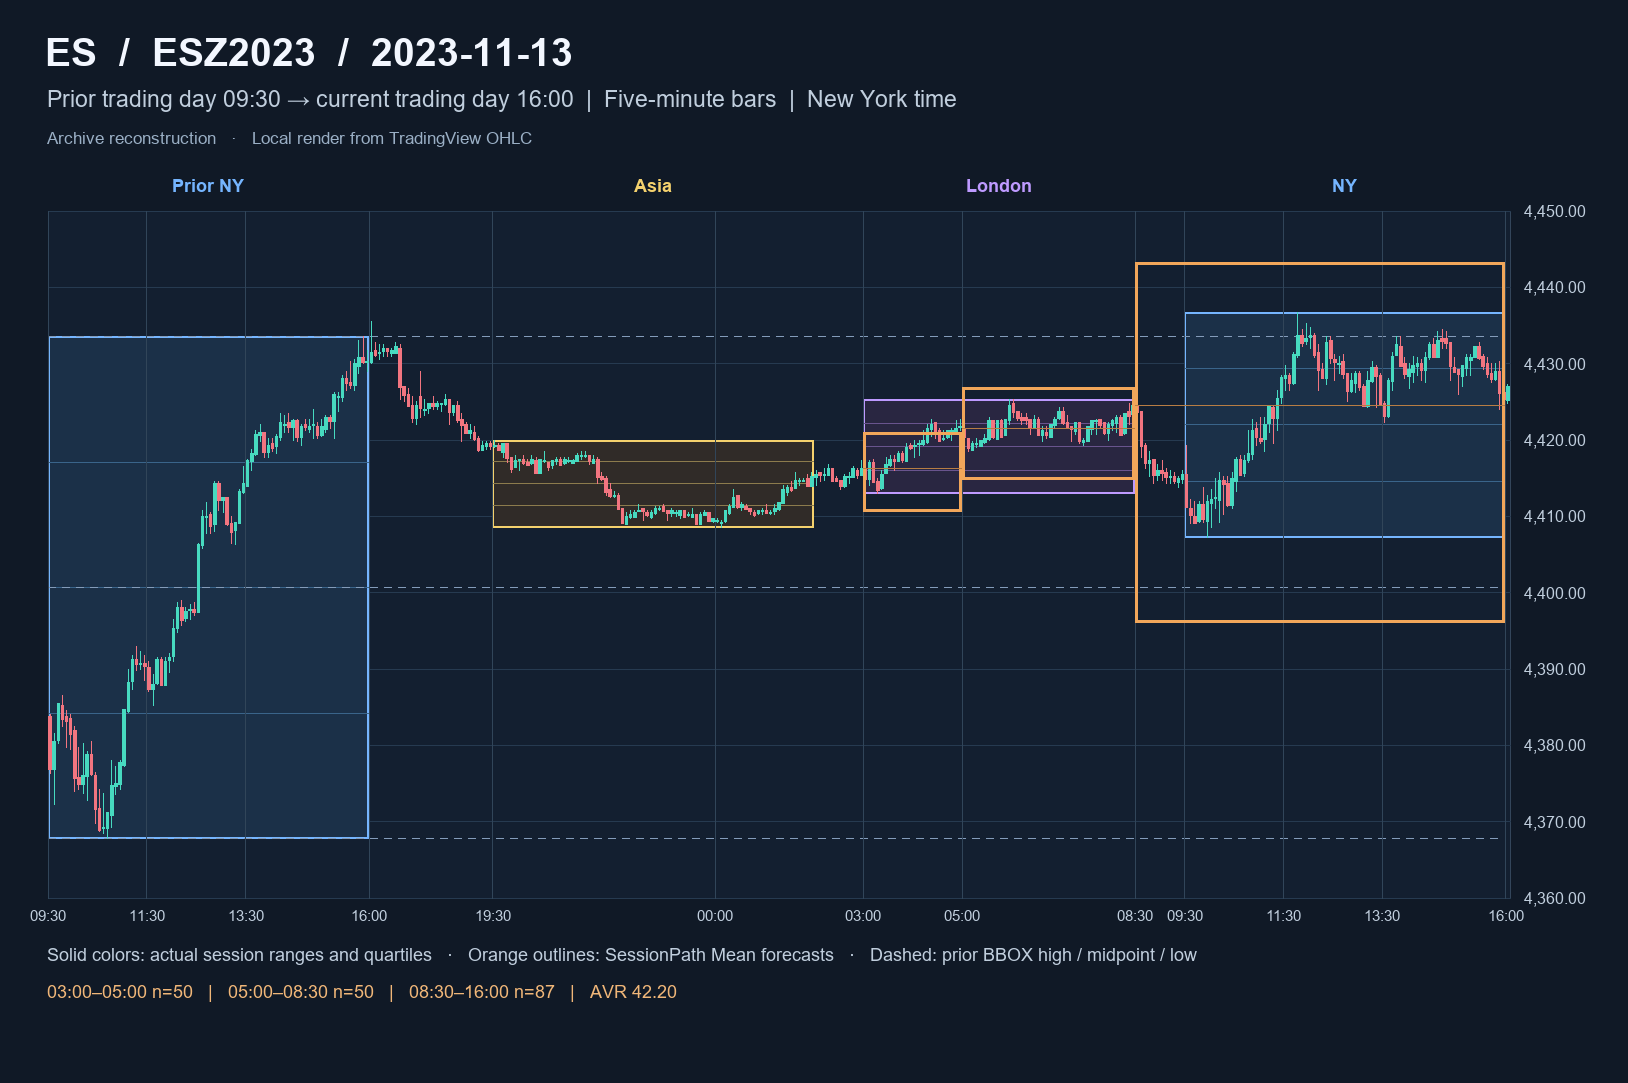 ES / ESZ2023 / 2023-11-13
Prior trading day 09:30 → current trading day 16:00 | Five-minute bars | New York time
Archive reconstruction · Local render from TradingView OHLC
Prior NY Asia London NY
4,450.00
4,440.00
4,430.00
4,420.00
4,410.00
4,400.00
4,390.00
4,380.00
4,370.00
4,360.00
09:30 11:30 13:30 16:00 19:30 00:00 03:00 05:00 08:30 09:30 11:30 13:30 16:00
Solid colors: actual session ranges and quartiles · Orange outlines: SessionPath Mean forecasts · Dashed: prior BBOX high / midpoint / low
03:00–05:00 n=50 | 05:00–08:30 n=50 | 08:30–16:00 n=87 | AVR 42.20